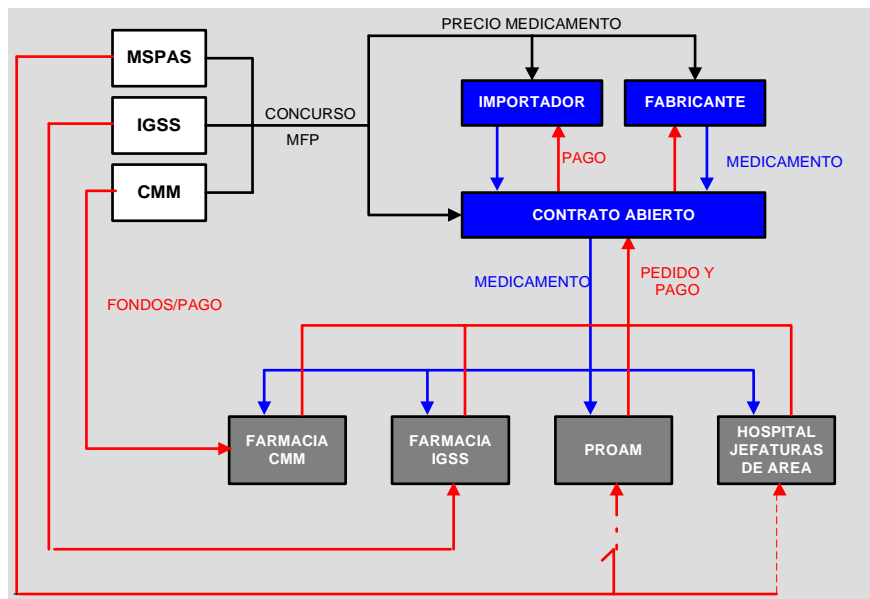 PRECIO MEDICAMENTO
MSPAS
IGSS
CMM
CONCURSO
MFP
IMPORTADOR
FABRICANTE
PAGO
MEDICAMENTO
CONTRATO ABIERTO
MEDICAMENTO
PEDIDO Y
PAGO
FONDOS/PAGO
FARMACIA
CMM
FARMACIA
IGSS
PROAM
HOSPITAL
JEFATURAS
DE AREA